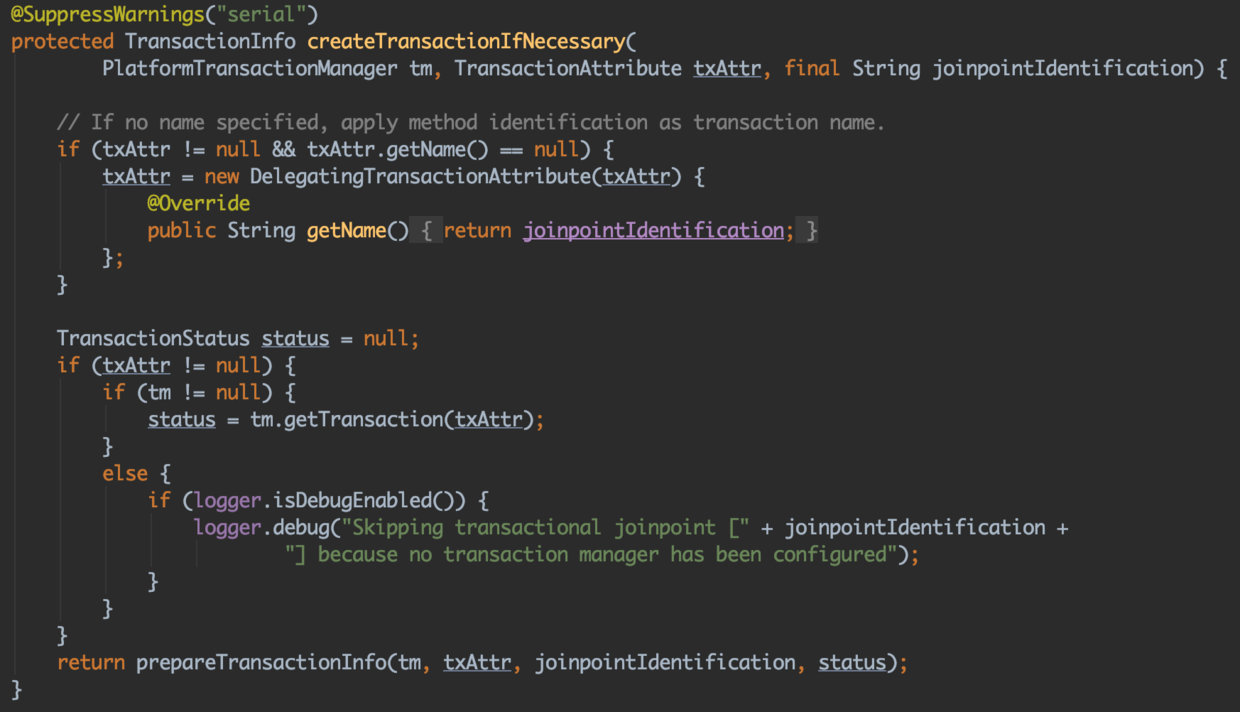 @SuppressWarnings("serial")
protected TransactionInfo createTransactionIfNecessary(
        PlatformTransactionManager tm, TransactionAttribute txAttr, final String joinpointIdentification) {

    // If no name specified, apply method identification as transaction name.
    if (txAttr != null && txAttr.getName() == null) {
        txAttr = new DelegatingTransactionAttribute(txAttr) {
            @Override
            public String getName() { return joinpointIdentification; }
        };
    }

    TransactionStatus status = null;
    if (txAttr != null) {
        if (tm != null) {
            status = tm.getTransaction(txAttr);
        }
        else {
            if (logger.isDebugEnabled()) {
                logger.debug("Skipping transactional joinpoint [" + joinpointIdentification +
                        "] because no transaction manager has been configured");
            }
        }
    }
    return prepareTransactionInfo(tm, txAttr, joinpointIdentification, status);
}